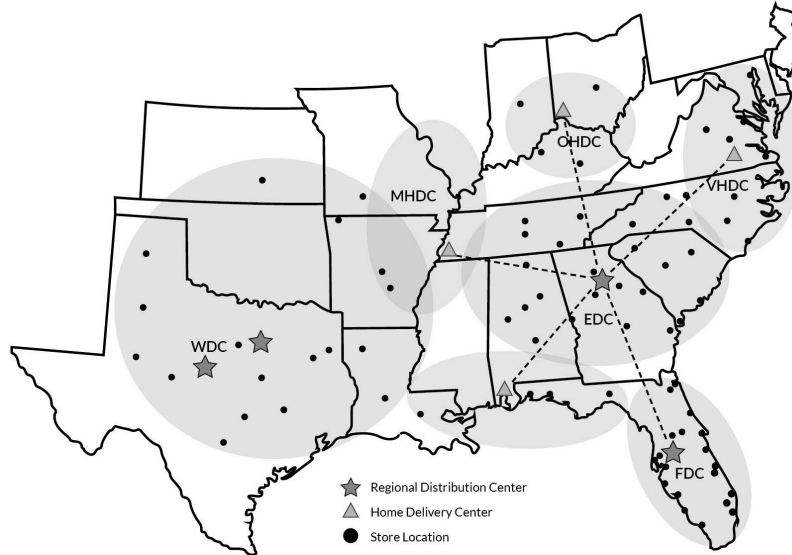 OHDC
MHDC
VHDC
EDC
WDC
FDC
Regional Distribution Center
Home Delivery Center
Store Location